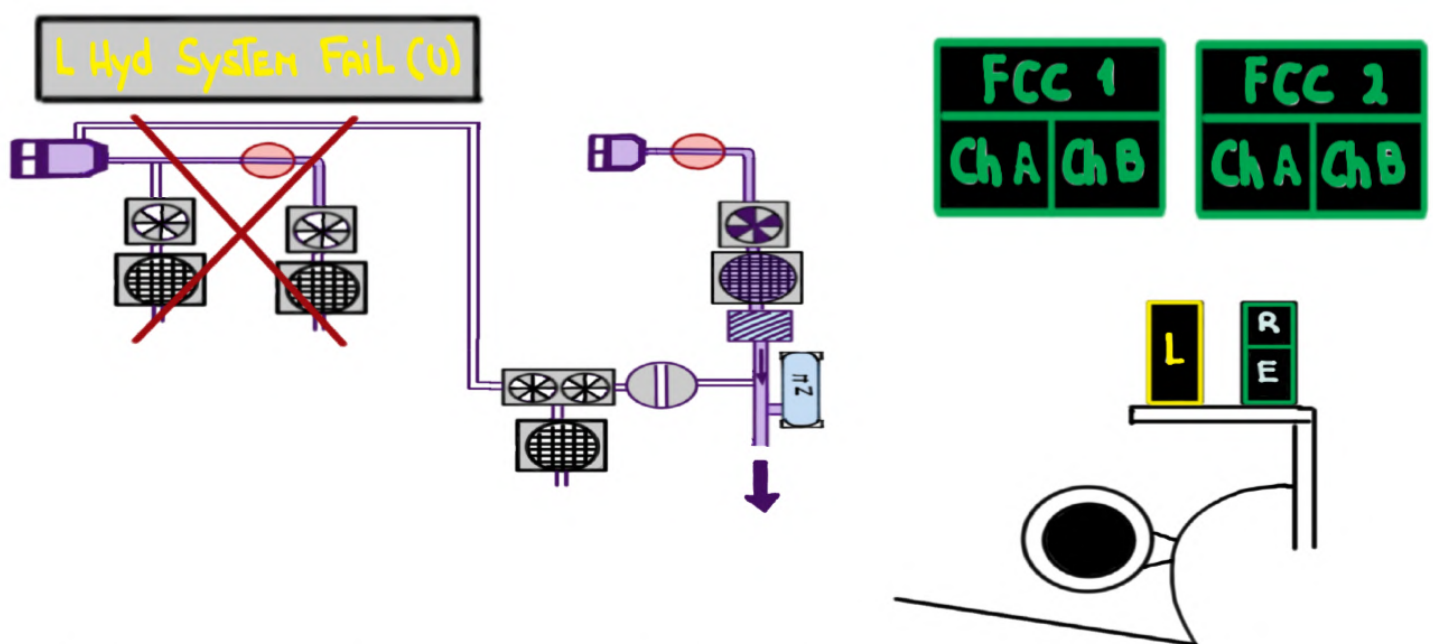 L Hyd SYSTEM FAiL (U)
FCC 1
FCC 2
Ch A
Ch B
Ch A
Ch B
L
R
E